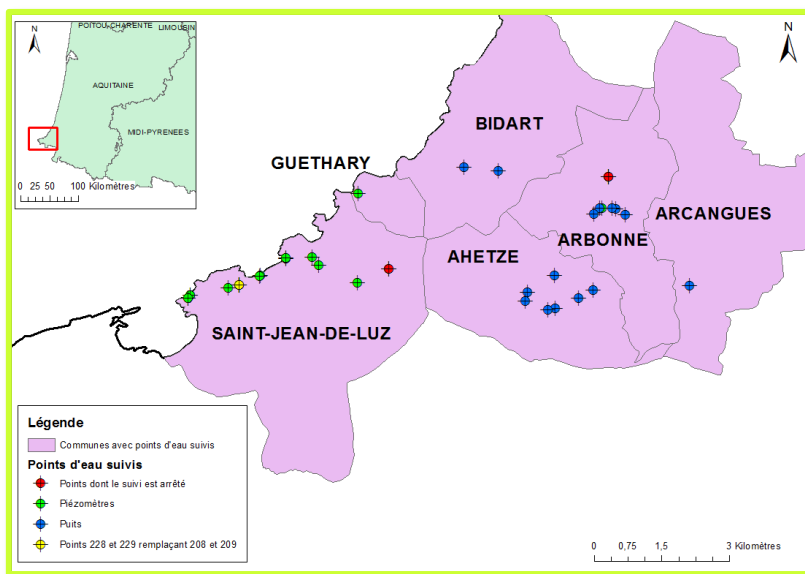 N
POITOU-CHARENTE
LIMOUSIN
AQUITAINE
MIDI-PYRENEES
0 25 50 100 Kilomètres
N
BIDART
GUETHARY
ARCANGUES
AHETZE
ARBONNE
SAINT-JEAN-DE-LUZ
Légende
Communes avec points d'eau suivis
Points d'eau suivis
Points dont le suivi est arrêté
Piézomètres
Puits
Points 228 et 229 remplaçant 208 et 209
0 0,75 1,5 3 Kilomètres